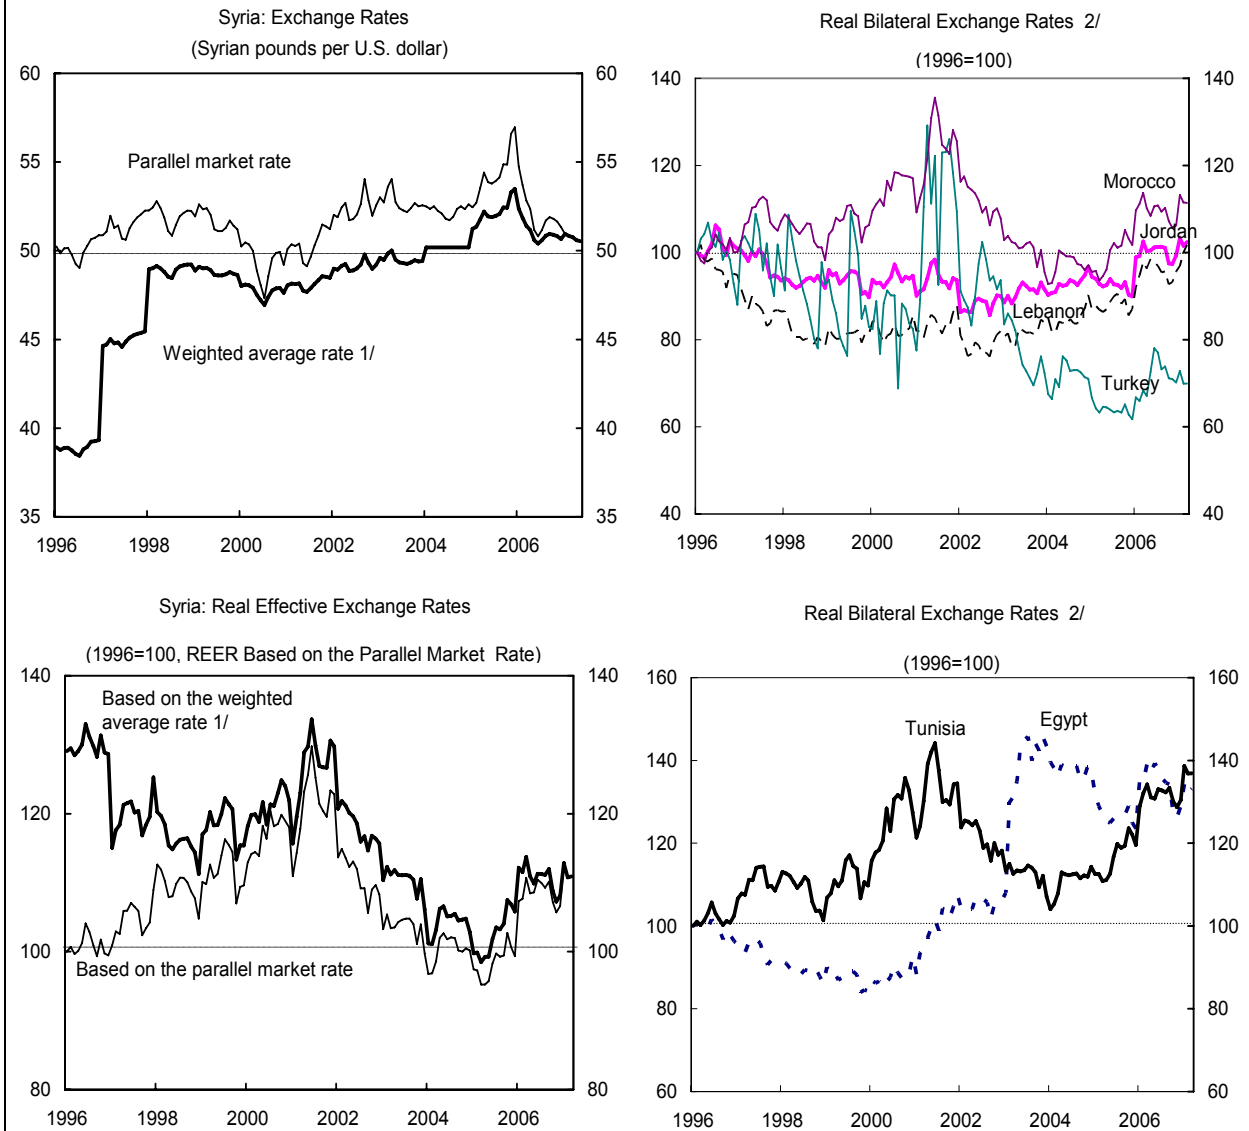 Syria: Exchange Rates
(Syrian pounds per U.S. dollar)
60
60
55
55
50
50
45
45
40
40
35
35
Parallel market rate
Weighted average rate 1/
1996 1998 2000 2002 2004 2006
Real Bilateral Exchange Rates 2/
(1996=100)
140
140
120
120
100
100
80
80
60
60
40
40
Morocco
Jordan
Lebanon
Turkey
1996 1998 2000 2002 2004 2006
Syria: Real Effective Exchange Rates
(1996=100, REER Based on the Parallel Market Rate)
140
140
120
120
100
100
80
80
Based on the weighted
average rate 1/
Based on the parallel market rate
1996 1998 2000 2002 2004 2006
Real Bilateral Exchange Rates 2/
(1996=100)
160
160
140
140
120
120
100
100
80
80
60
60
Tunisia
Egypt
1996 1998 2000 2002 2004 2006